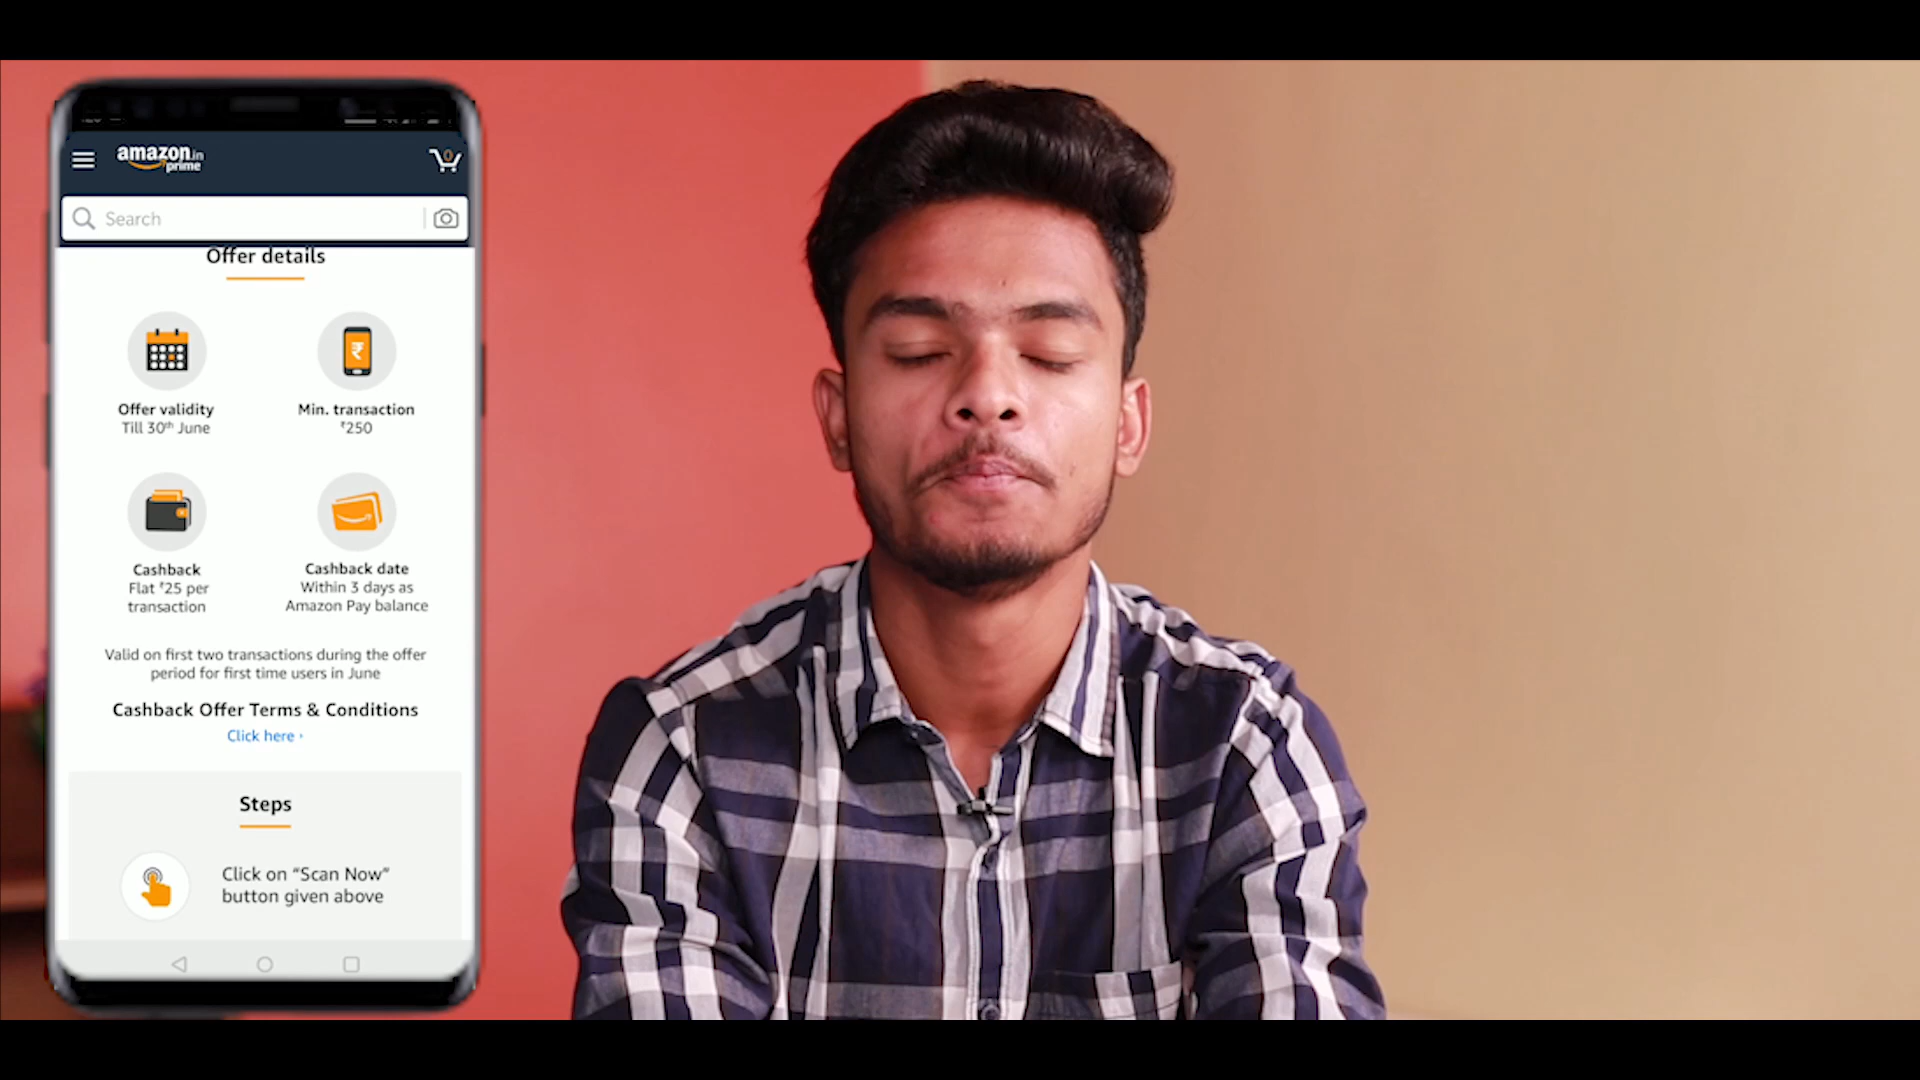 amazon.in
prime
0
Search
Offer details
Offer validity
Till 30th June
Min. transaction
₹250
Cashback
Flat ₹25 per
transaction
Cashback date
Within 3 days as
Amazon Pay balance
Valid on first two transactions during the offer
period for first time users in June
Cashback Offer Terms & Conditions
Click here ›
Steps
Click on “Scan Now”
button given above